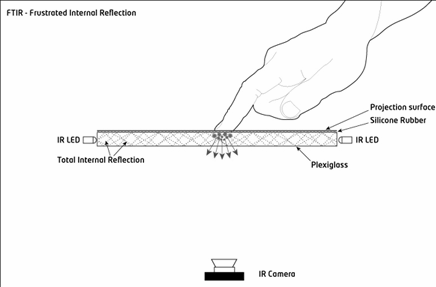 FTIR - Frustrated Internal Reflection
Projection surface
Silicone Rubber
IR LED
IR LED
Total Internal Reflection
Plexiglass
IR Camera